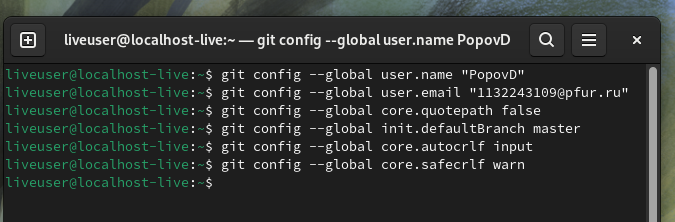 liveuser@localhost-live:~ — git config --global user.name PopovD
liveuser@localhost-live:~$ git config --global user.name "PopovD"
liveuser@localhost-live:~$ git config --global user.email "1132243109@pfur.ru"
liveuser@localhost-live:~$ git config --global core.quotepath false
liveuser@localhost-live:~$ git config --global init.defaultBranch master
liveuser@localhost-live:~$ git config --global core.autocrlf input
liveuser@localhost-live:~$ git config --global core.safecrlf warn
liveuser@localhost-live:~$